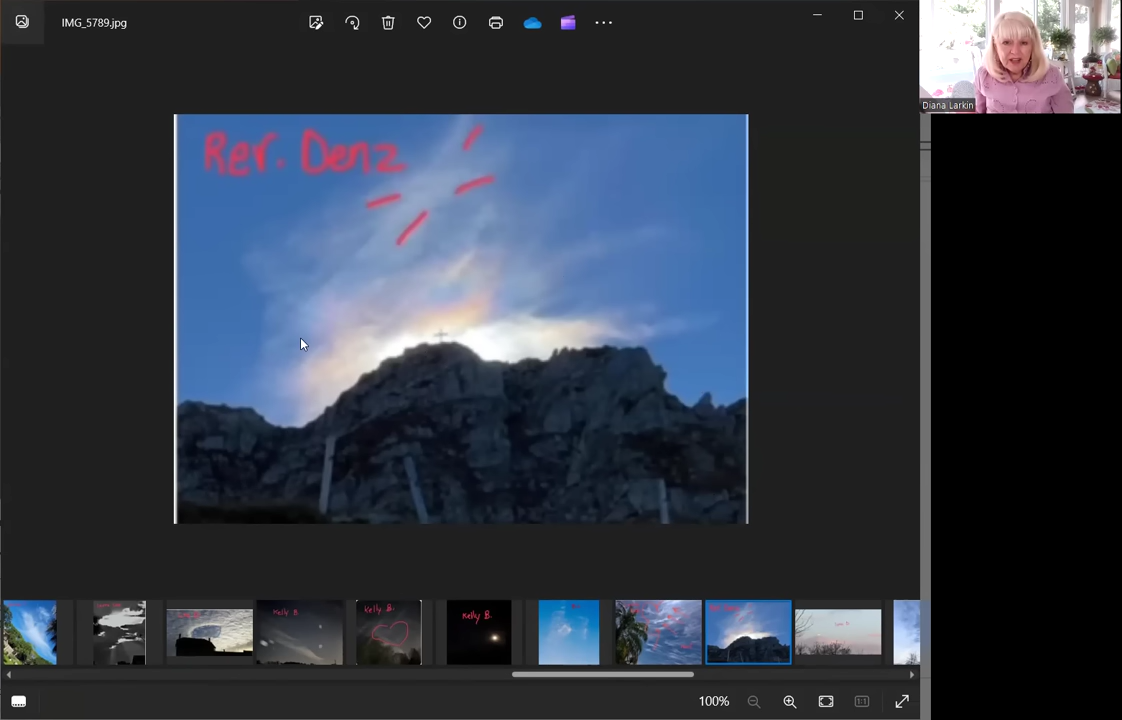 IMG_5789.jpg
Diana Larkin
Rev. Denz
Kelly B.
Kelly B.
Kelly B.
100%